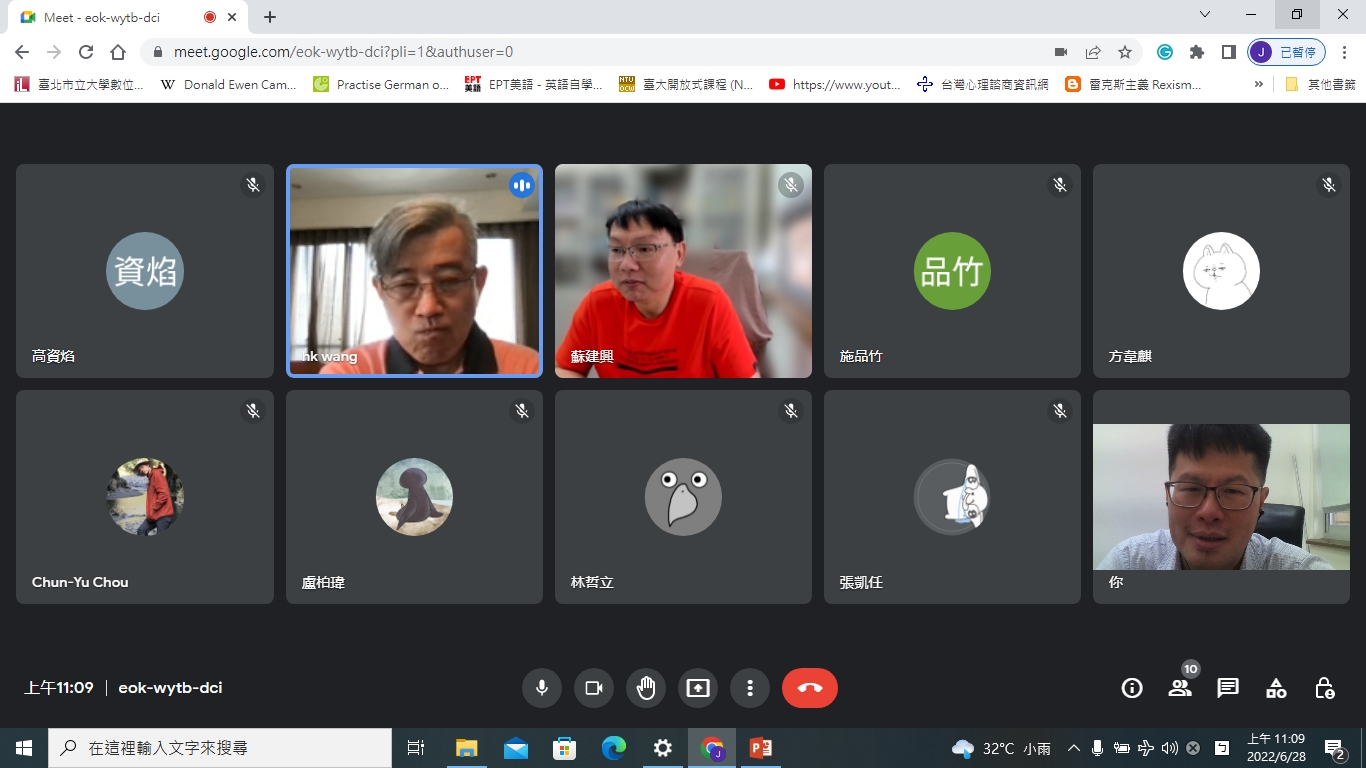 Meet - eok-wytb-dci
meet.google.com/eok-wytb-dci?pli=1&authuser=0
J 已暫停
臺北市立大學數位...
W Donald Ewen Cam...
Practise German o...
EPT 美語 EPT美語 - 英語自學...
NTU OCW 臺大開放式課程 (N...
https://www.yout...
台灣心理諮商資訊網
雷克斯主義 Rexism...
»
其他書籤
資焰
高資焰
hk wang
蘇建興
品竹
施品竹
方韋麒
Chun-Yu Chou
盧柏瑋
林哲立
張凱任
你
上午11:09 | eok-wytb-dci
10
在這裡輸入文字來搜尋
32°C 小雨
上午 11:09
2022/6/28
2